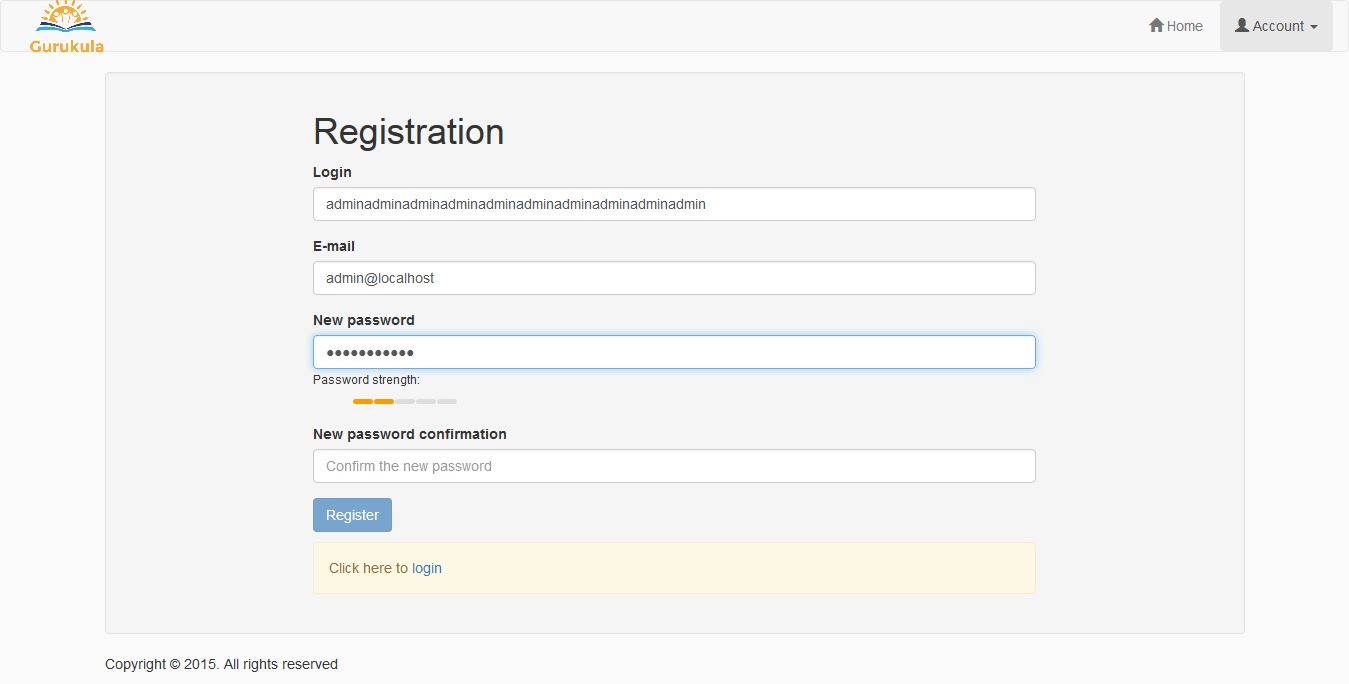 Gurukula
Home
Account
Registration
Login
adminadminadminadminadminadminadminadminadminadmin
E-mail
admin@localhost
New password
●●●●●●●●●●●
Password strength:
New password confirmation
Confirm the new password
Register
Click here to login
Copyright © 2015. All rights reserved